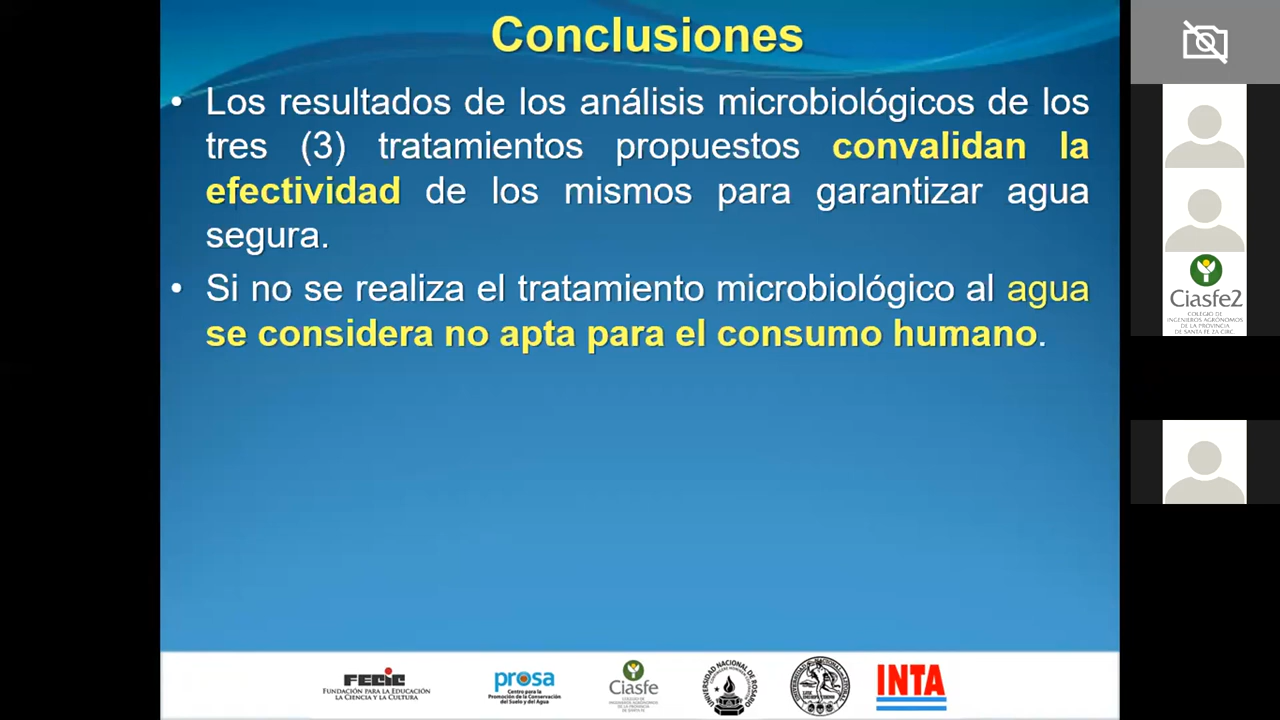 Conclusiones
• Los resultados de los análisis microbiológicos de los
tres (3) tratamientos propuestos convalidan la
efectividad de los mismos para garantizar agua
segura.
• Si no se realiza el tratamiento microbiológico al agua
se considera no apta para el consumo humano.
Ciasfe2
COLEGIO DE
INGENIEROS AGRÓNOMOS
DE LA PROVINCIA
DE SANTA FE 2A CIRC.
FECIC
FUNDACIÓN PARA LA EDUCACIÓN
LA CIENCIA Y LA CULTURA
prosa
Centro para la
Promoción de la Conservación
del Suelo y del Agua
Ciasfe
COLEGIO DE
INGENIEROS AGRÓNOMOS
DE LA PROVINCIA
DE SANTA FE
UNIVERSIDAD NACIONAL DE ROSARIO
INTA